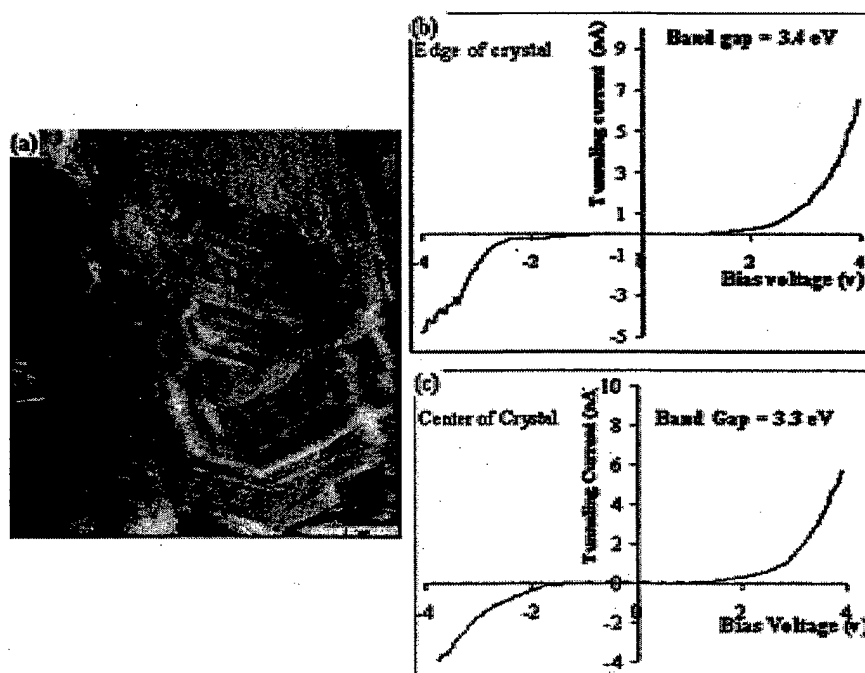 (a)
(b)
Edge of crystal
Band gap = 3.4 eV
Tunneling current (nA)
9
7
5
3
1
-1
-3
-5
-4
-2
0
2
4
Bias voltage (v)
(c)
Center of Crystal
Band Gap = 3.3 eV
Tunneling Current (nA)
10
8
6
4
2
0
-2
-4
-4
-2
0
2
4
Bias Voltage (v)